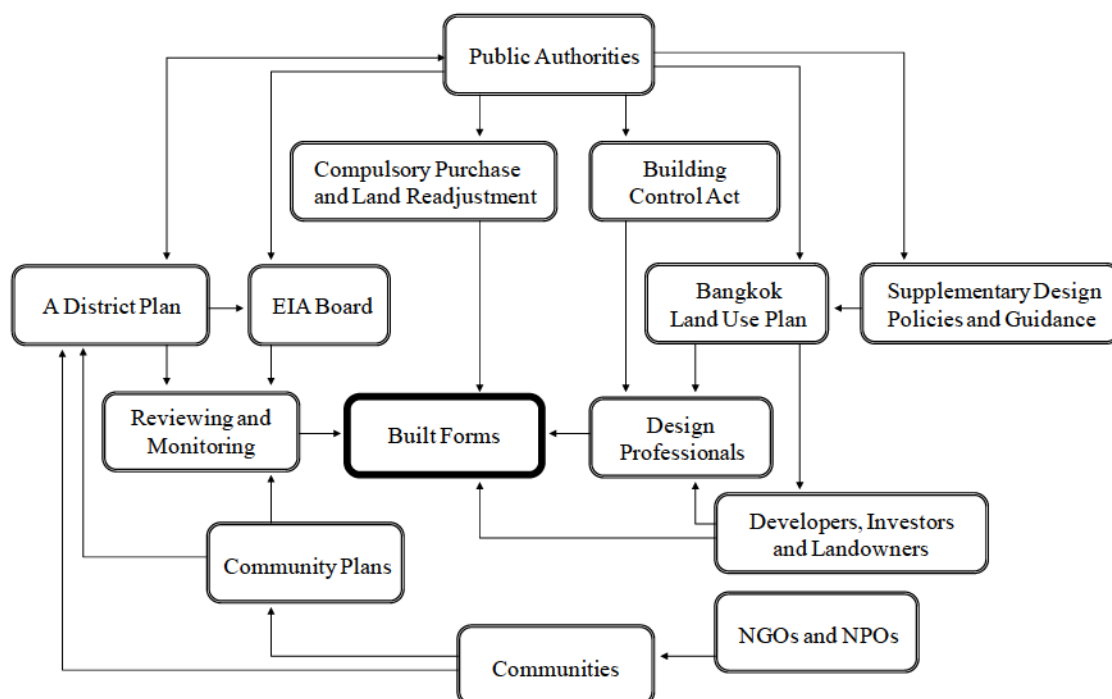 Public Authorities
Compulsory Purchase
and Land Readjustment
Building
Control Act
A District Plan
EIA Board
Bangkok
Land Use Plan
Supplementary Design
Policies and Guidance
Reviewing and
Monitoring
Built Forms
Design
Professionals
Developers, Investors
and Landowners
Community Plans
NGOs and NPOs
Communities